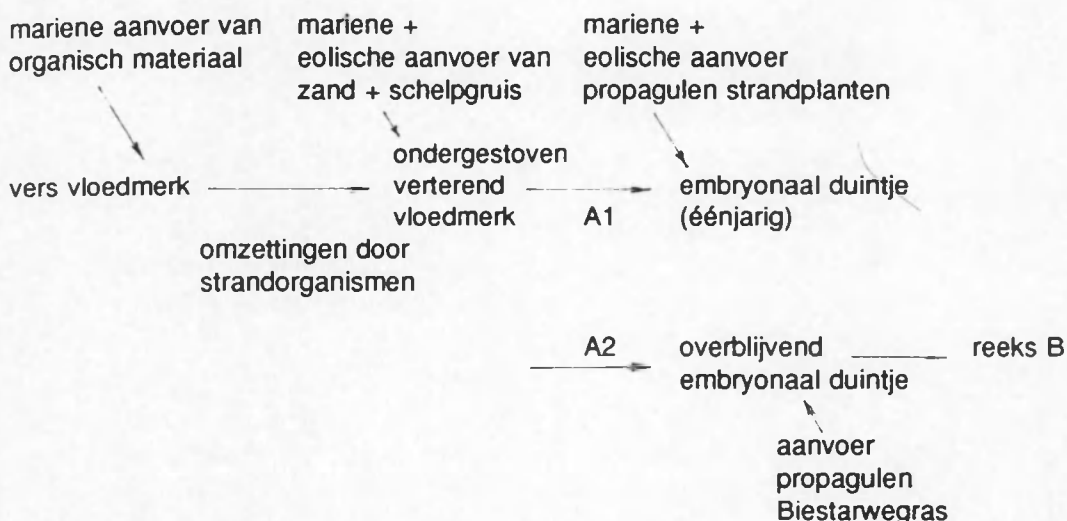 mariene aanvoer van
organisch materiaal
mariene +
eolische aanvoer van
zand + schelpgruis
mariene +
eolische aanvoer
propagulen strandplanten
vers vloedmerk
ondergestoven
verterend
vloedmerk
A1
embryonaal duintje
(éénjarig)
omzettingen door
strandorganismen
A2
overblijvend
embryonaal duintje
reeks B
aanvoer
propagulen
Biestarwegras